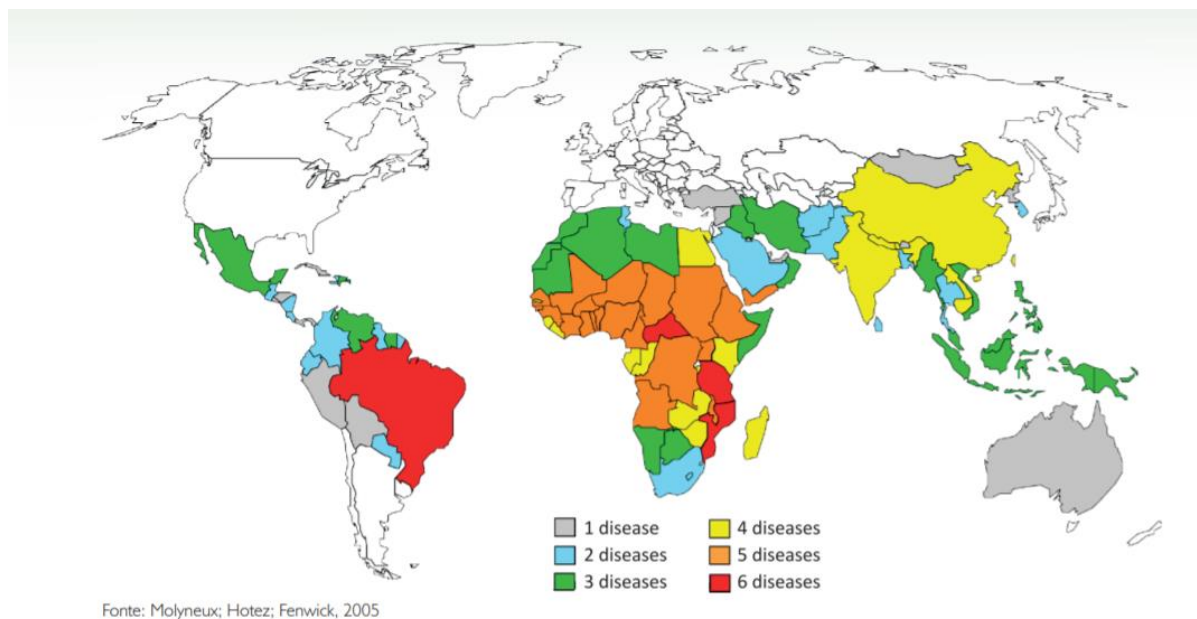 1 disease
2 diseases
3 diseases
4 diseases
5 diseases
6 diseases
Fonte: Molyneux; Hotez; Fenwick, 2005